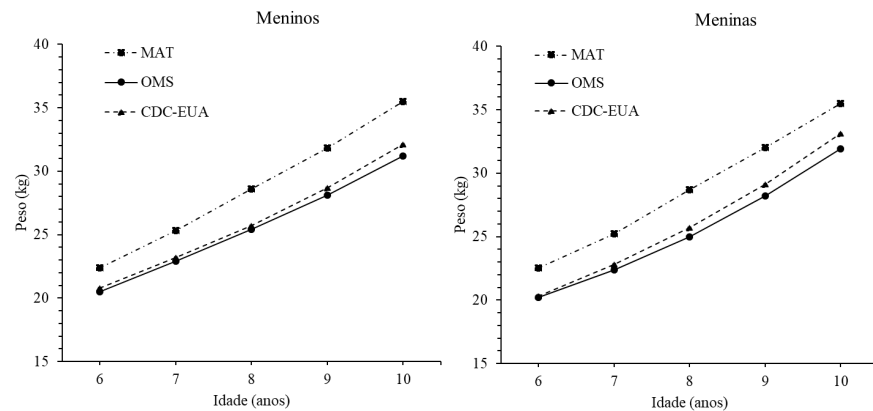 Meninos
40
35
30
25
20
15
Peso (kg)
MAT
OMS
CDC-EUA
6 7 8 9 10
Idade (anos)
Meninas
40
35
30
25
20
15
Peso (kg)
MAT
OMS
CDC-EUA
6 7 8 9 10
Idade (anos)